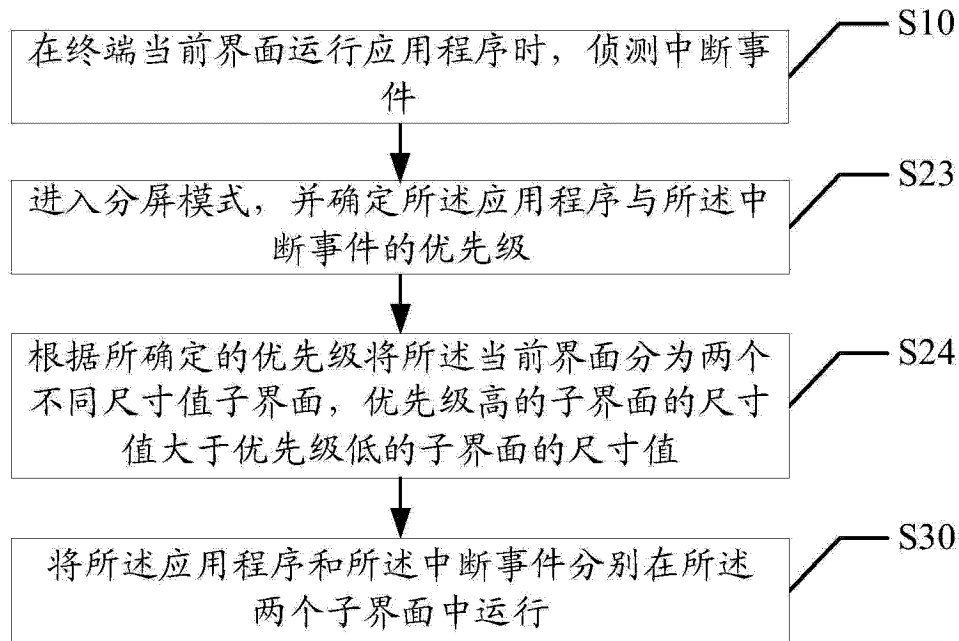 在终端当前界面运行应用程序时，侦测中断事
件
S10
进入分屏模式，并确定所述应用程序与所述中
断事件的优先级
S23
根据所确定的优先级将所述当前界面分为两个
不同尺寸值子界面，优先级高的子界面的尺寸
值大于优先级低的子界面的尺寸值
S24
将所述应用程序和所述中断事件分别在所述
两个子界面中运行
S30